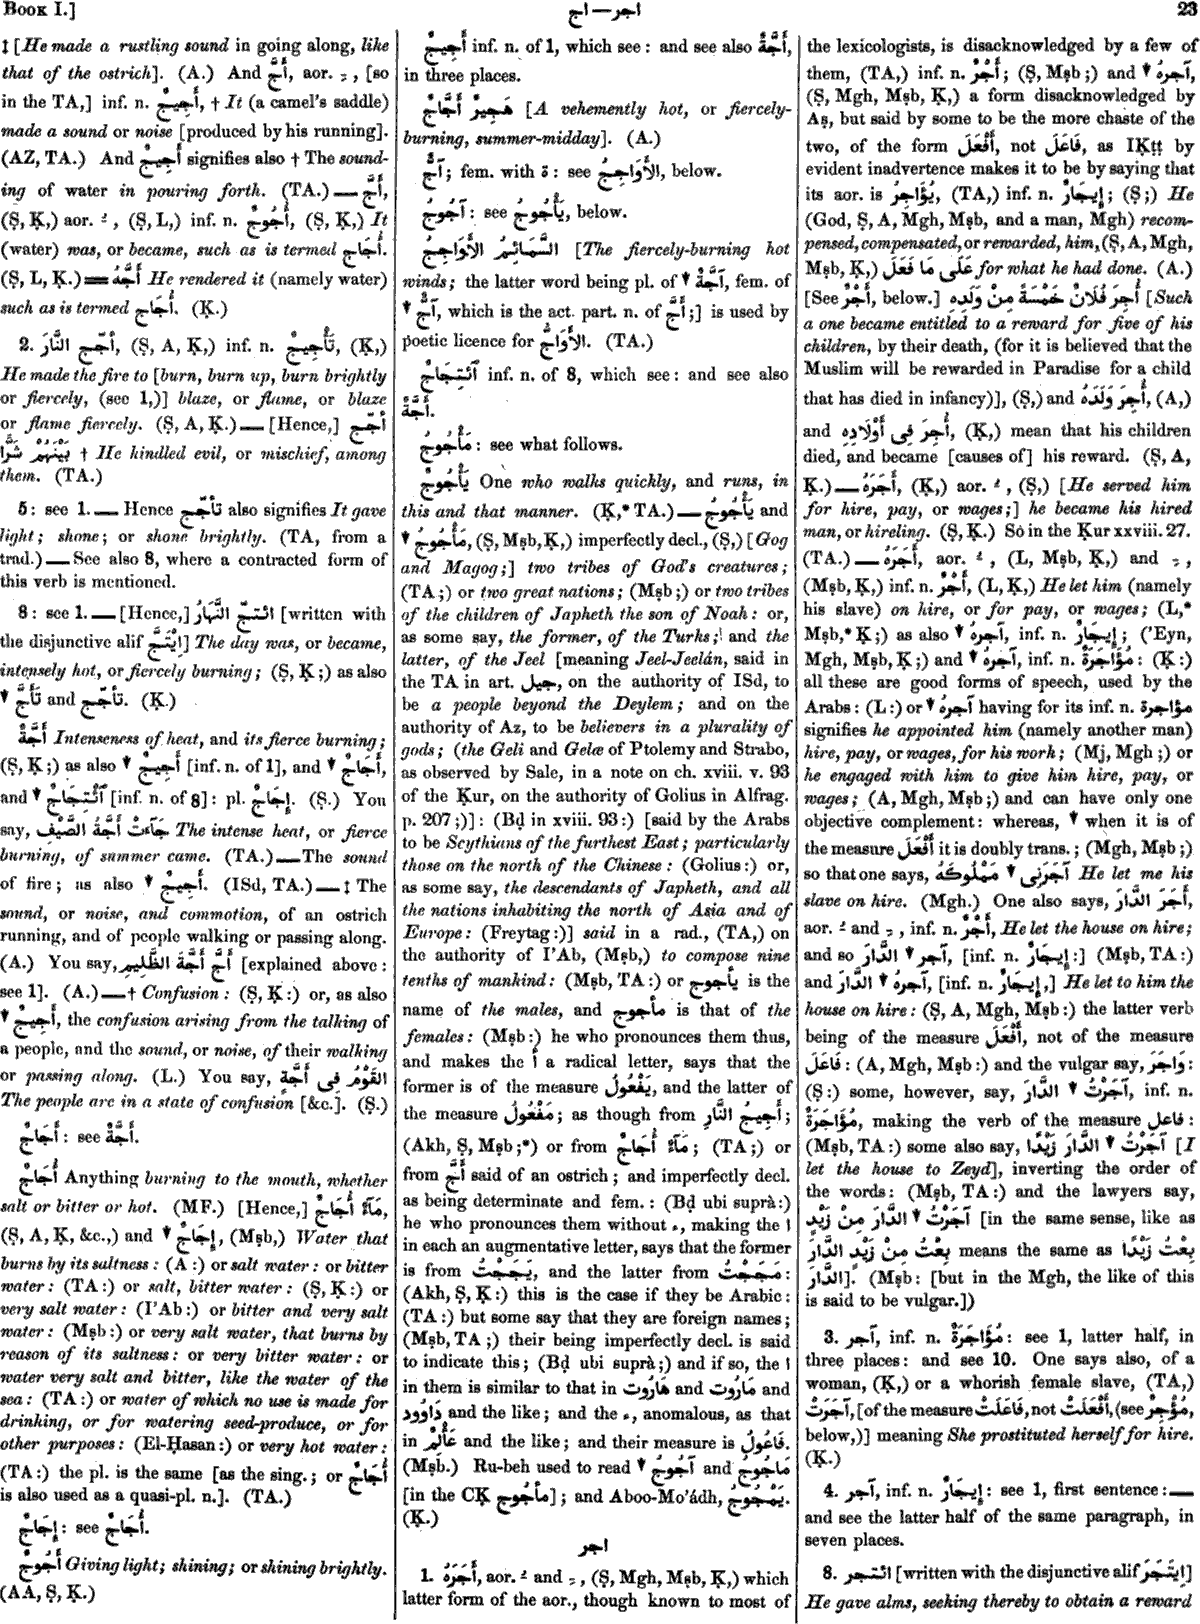 Book I.]
اج — اجر
23
‡ [He made a rustling sound in going along, like
that of the ostrich]. (A.) And أَجَّ, aor. ـِ , [so
in the TA,] inf. n. أَجِيجٌ, † It (a camel's saddle)
made a sound or noise [produced by his running].
(AZ, TA.) And أَجِيجٌ signifies also † The sound-
ing of water in pouring forth. (TA.) — أَجَّ,
(Ṣ, Ḳ,) aor. ـُ , (Ṣ, L,) inf. n. أُجُوجٌ, (Ṣ, Ḳ,) It
(water) was, or became, such as is termed أُجَاج.
(Ṣ, L, Ḳ.) = أَجَّهُ He rendered it (namely water)
such as is termed أُجَاج. (Ḳ.)
2. أجّج النَّارَ, (Ṣ, A, Ḳ,) inf. n. تَأْجِيجٌ, (Ḳ,)
He made the fire to [burn, burn up, burn brightly
or fiercely, (see 1,)] blaze, or flame, or blaze
or flame fiercely. (Ṣ, A, Ḳ.) — [Hence,] أجّج
بَيْنَهُمْ شَرًّا † He kindled evil, or mischief, among
them. (TA.)
5: see 1. — Hence تأجّج also signifies It gave
light; shone; or shone brightly. (TA, from a
trad.) — See also 8, where a contracted form of
this verb is mentioned.
8: see 1. — [Hence,] ائتجّ النَّهَارُ [written with
the disjunctive alif اِيتَجَّ] The day was, or became,
intensely hot, or fiercely burning; (Ṣ, Ḳ;) as also
▼ تَأَجَّ and تأجّج. (Ḳ.)
أَجَّةٌ Intenseness of heat, and its fierce burning;
(Ṣ, Ḳ;) as also ▼ أَجِيجٌ [inf. n. of 1], and ▼ أَجَاجٌ,
and ▼ اْئْتِجَاجٌ [inf. n. of 8]: pl. إِجَاجٌ. (Ṣ.) You
say, جَآءَتْ أَجَّةُ الصَّيْفِ The intense heat, or fierce
burning, of summer came. (TA.) — The sound
of fire; as also ▼ أَجِيجٌ. (ISd, TA.) — ‡ The
sound, or noise, and commotion, of an ostrich
running, and of people walking or passing along.
(A.) You say, أَجَّ أَجَّةَ الظَّلِيمِ [explained above:
see 1]. (A.) — † Confusion: (Ṣ, Ḳ:) or, as also
▼ أَجِيجٌ, the confusion arising from the talking of
a people, and the sound, or noise, of their walking
or passing along. (L.) You say, القَوْمُ فِى أَجَّةٍ
The people are in a state of confusion [&c.]. (Ṣ.)
أَجَاجٌ: see أَجَّةٌ.
أُجَاجٌ Anything burning to the mouth, whether
salt or bitter or hot. (MF.) [Hence,] مَآءٌ أُجَاجٌ,
(Ṣ, A, Ḳ, &c.,) and ▼ إِجَاجٌ, (Mṣb,) Water that
burns by its saltness: (A:) or salt water: or bitter
water: (TA:) or salt, bitter water: (Ṣ, Ḳ:) or
very salt water: (I'Ab:) or bitter and very salt
water: (Mṣb:) or very salt water, that burns by
reason of its saltness: or very bitter water: or
water very salt and bitter, like the water of the
sea: (TA:) or water of which no use is made for
drinking, or for watering seed-produce, or for
other purposes: (El-Ḥasan:) or very hot water:
(TA:) the pl. is the same [as the sing.; or أُجَاجٌ
is also used as a quasi-pl. n.]. (TA.)
إِجَاجٌ: see أُجَاجٌ.
أَجُوجٌ Giving light; shining; or shining brightly.
(AA, Ṣ, Ḳ.)
أَجِيجٌ inf. n. of 1, which see: and see also أَجَّةٌ,
in three places.
هَجِيرٌ أَجَّاجٌ [A vehemently hot, or fiercely-
burning, summer-midday]. (A.)
آجٌّ; fem. with ة: see الأَوَاجِجُ, below.
آجُوجُ: see يَأْجُوجُ, below.
السَّمَائِمُ الأَوَاجِجُ [The fiercely-burning hot
winds; the latter word being pl. of ▼ آجَّةٌ, fem. of
▼ آجٌّ, which is the act. part. n. of أَجَّ;] is used by
poetic licence for الأَوَاجُّ. (TA.)
اْئْتِجَاجٌ inf. n. of 8, which see: and see also
أَجَّةٌ.
مَأْجُوجُ: see what follows.
يَأْجُوجٌ One who walks quickly, and runs, in
this and that manner. (Ḳ,* TA.) — يَأْجُوجُ and
▼ مَأْجُوجُ, (Ṣ, Mṣb, Ḳ,) imperfectly decl., (Ṣ,) [Gog
and Magog;] two tribes of God's creatures;
(TA;) or two great nations; (Mṣb;) or two tribes
of the children of Japheth the son of Noah: or,
as some say, the former, of the Turks; and the
latter, of the Jeel [meaning Jeel-Jeelán, said in
the TA in art. جيل, on the authority of ISd, to
be a people beyond the Deylem; and on the
authority of Az, to be believers in a plurality of
gods; (the Geli and Gelæ of Ptolemy and Strabo,
as observed by Sale, in a note on ch. xviii. v. 93
of the Ḳur, on the authority of Golius in Alfrag.
p. 207;)]: (Bḍ in xviii. 93:) [said by the Arabs
to be Scythians of the furthest East; particularly
those on the north of the Chinese: (Golius:) or,
as some say, the descendants of Japheth, and all
the nations inhabiting the north of Asia and of
Europe: (Freytag:)] said in a rad., (TA,) on
the authority of I'Ab, (Mṣb,) to compose nine
tenths of mankind: (Mṣb, TA:) or يأجوج is the
name of the males, and مأجوج is that of the
females: (Mṣb:) he who pronounces them thus,
and makes the أ a radical letter, says that the
former is of the measure يَفْعُولُ, and the latter of
the measure مَفْعُولُ; as though from أَجِيجُ النَّارِ;
(Akh, Ṣ, Mṣb;*) or from مَآءٌ أُجَاجٌ; (TA;) or
from أَجَّ said of an ostrich; and imperfectly decl.
as being determinate and fem.: (Bḍ ubi suprà:)
he who pronounces them without ء, making the ا
in each an augmentative letter, says that the former
is from يَجَجْتُ, and the latter from مَجَجْتُ:
(Akh, Ṣ, Ḳ:) this is the case if they be Arabic:
(TA:) but some say that they are foreign names;
(Mṣb, TA;) their being imperfectly decl. is said
to indicate this; (Bḍ ubi suprà;) and if so, the ا
in them is similar to that in هَارُوت and مَارُوت and
دَاوُود and the like; and the ء, anomalous, as that
in عَأْلَمٌ and the like; and their measure is فَاعُولُ.
(Mṣb.) Ru-beh used to read ▼ آجُوجُ and مَاجُوجُ
[in the CḲ مأجوج]; and Aboo-Mo'ádh, يَمْجُوجُ.
(Ḳ.)
اجر
1. أَجَرَهُ, aor. ـُ and ـِ , (Ṣ, Mgh, Mṣb, Ḳ,) which
latter form of the aor., though known to most of
the lexicologists, is disacknowledged by a few of
them, (TA,) inf. n. أَجْرٌ; (Ṣ, Mṣb;) and ▼ آجرهُ,
(Ṣ, Mgh, Mṣb, Ḳ,) a form disacknowledged by
Aṣ, but said by some to be the more chaste of the
two, of the form أَفْعَلَ, not فَاعَلَ, as IḲṭṭ by
evident inadvertence makes it to be by saying that
its aor. is يُؤَاجِرُ, (TA,) inf. n. إِيجَارٌ; (Ṣ;) He
(God, Ṣ, A, Mgh, Mṣb, and a man, Mgh) recom-
pensed, compensated, or rewarded, him, (Ṣ, A, Mgh,
Mṣb, Ḳ,) عَلَى مَا فَعَلَ for what he had done. (A.)
[See أَجْرٌ, below.] أُجِرَ فُلَانٌ خَمْسَةً مِنْ وَلَدِهِ [Such
a one became entitled to a reward for five of his
children, by their death, (for it is believed that the
Muslim will be rewarded in Paradise for a child
that has died in infancy)], (Ṣ,) and أُجِرَ وَلَدَهُ, (A,)
and أُجِرَ فِى أَوْلَادِهِ, (Ḳ,) mean that his children
died, and became [causes of] his reward. (Ṣ, A,
Ḳ.) — أَجَرَهُ, (Ḳ,) aor. ـُ , (Ṣ,) [He served him
for hire, pay, or wages;] he became his hired
man, or hireling. (Ṣ, Ḳ.) So in the Ḳur xxviii. 27.
(TA.) — أَجَرَهُ, aor. ـُ , (L, Mṣb, Ḳ,) and ـِ ,
(Mṣb, Ḳ,) inf. n. أَجْرٌ, (L, Ḳ,) He let him (namely
his slave) on hire, or for pay, or wages; (L,*
Mṣb,* Ḳ;) as also ▼ آجرهُ, inf. n. إِيجَارٌ; ('Eyn,
Mgh, Mṣb, Ḳ;) and ▼ آجرهُ, inf. n. مُؤَاجَرَةٌ: (Ḳ:)
all these are good forms of speech, used by the
Arabs: (L:) or ▼ آجرهُ having for its inf. n. مؤاجرة
signifies he appointed him (namely another man)
hire, pay, or wages, for his work; (Mj, Mgh;) or
he engaged with him to give him hire, pay, or
wages; (A, Mgh, Mṣb;) and can have only one
objective complement: whereas, ▼ when it is of
the measure أَفْعَلَ it is doubly trans.; (Mgh, Mṣb;)
so that one says, آجَرَنِى ▼ مَمْلُوكَهُ He let me his
slave on hire. (Mgh.) One also says, أَجَرَ الدَّارَ,
aor. ـُ and ـِ , inf. n. أَجْرٌ, He let the house on hire;
and so آجر ▼ الدَّارَ, [inf. n. إِيجَارٌ:] (Mṣb, TA:)
and آجرهُ ▼ الدَّارَ, [inf. n. إِيجَارٌ,] He let to him the
house on hire: (Ṣ, A, Mgh, Mṣb:) the latter verb
being of the measure أَفْعَلَ, not of the measure
فَاعَلَ: (A, Mgh, Mṣb:) and the vulgar say, وَاجَرَ:
(Ṣ:) some, however, say, آجَرْتُ ▼ الدَّارَ, inf. n.
مُؤَاجَرَةٌ, making the verb of the measure فاعل:
(Mṣb, TA:) some also say, آجَرْتُ ▼ الدَّارَ زَيْدًا [I
let the house to Zeyd], inverting the order of
the words: (Mṣb, TA:) and the lawyers say,
آجَرْتُ ▼ الدَّارَ مِنْ زَيْدٍ [in the same sense, like as
بِعْتُ مِنْ زَيْدٍ الدَّارَ means the same as بِعْتُ زَيْدًا
الدَّارَ]. (Mṣb: [but in the Mgh, the like of this
is said to be vulgar.])
3. آجر, inf. n. مُؤَاجَرَةٌ: see 1, latter half, in
three places: and see 10. One says also, of a
woman, (Ḳ,) or a whorish female slave, (TA,)
آجَرَتْ, [of the measure فَاعَلَتْ, not أَفْعَلَتْ, (see مُؤْجِرٌ,
below,)] meaning She prostituted herself for hire.
(Ḳ.)
4. آجر, inf. n. إِيجَارٌ: see 1, first sentence: —
and see the latter half of the same paragraph, in
seven places.
8. ائتجر [written with the disjunctive alif اِيتَجَرَ]
He gave alms, seeking thereby to obtain a reward